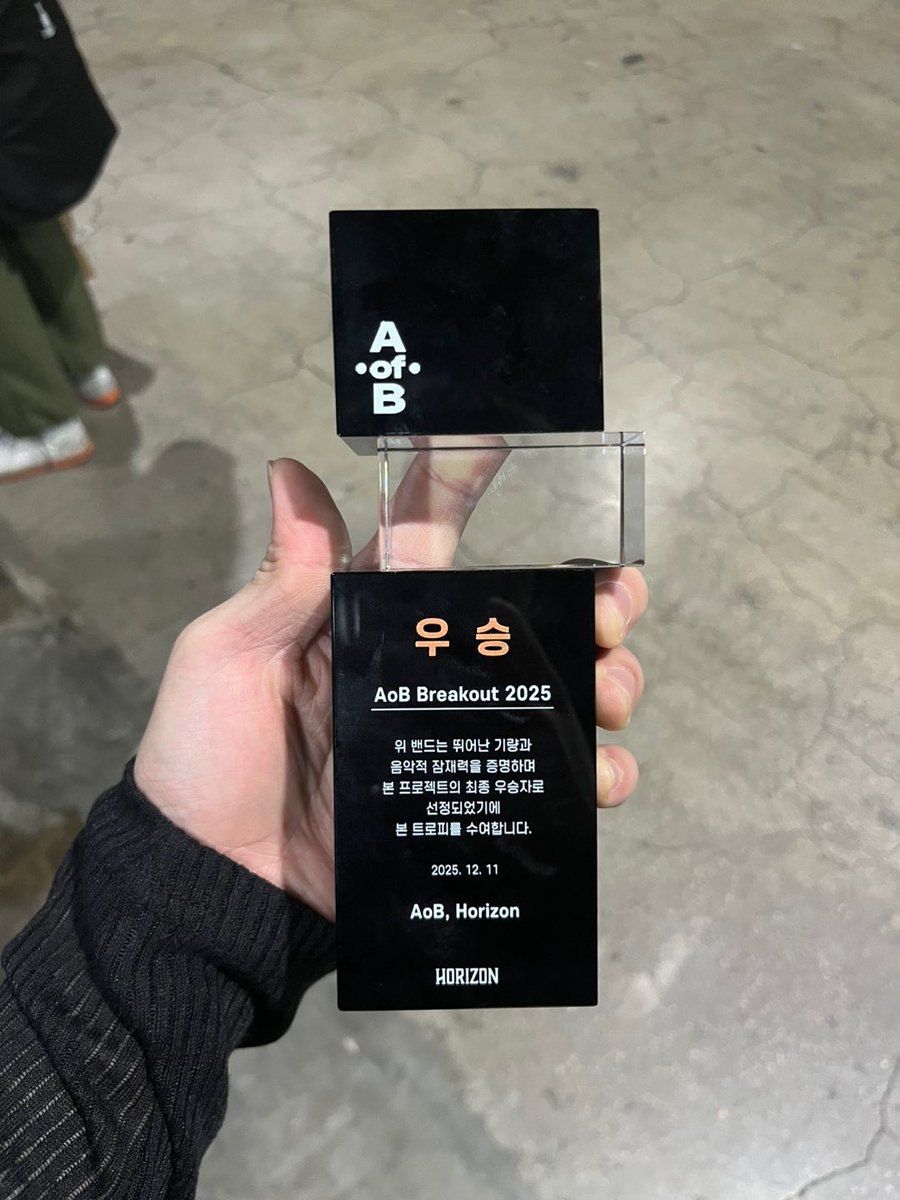 A
•of•
B
우 승
AoB Breakout 2025
위 밴드는 뛰어난 기량과
음악적 잠재력을 증명하며
본 프로젝트의 최종 우승자로
선정되었기에
본 트로피를 수여합니다.
2025. 12. 11
AoB, Horizon
HORIZON